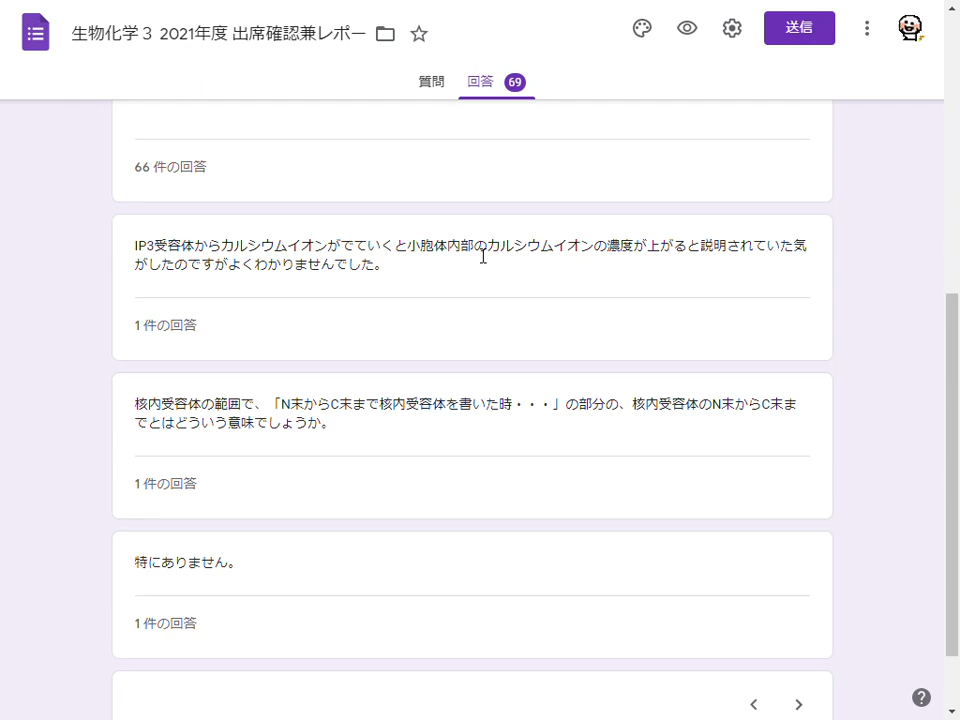 生物化学３ 2021年度 出席確認兼レポー
送信
質問
回答 69
66 件の回答
IP3受容体からカルシウムイオンがでていくと小胞体内部のカルシウムイオンの濃度が上がると説明されていた気
がしたのですがよくわかりませんでした。
1 件の回答
核内受容体の範囲で、「N末からC末まで核内受容体を書いた時・・・」の部分の、核内受容体のN末からC末ま
でとはどういう意味でしょうか。
1 件の回答
特にありません。
1 件の回答